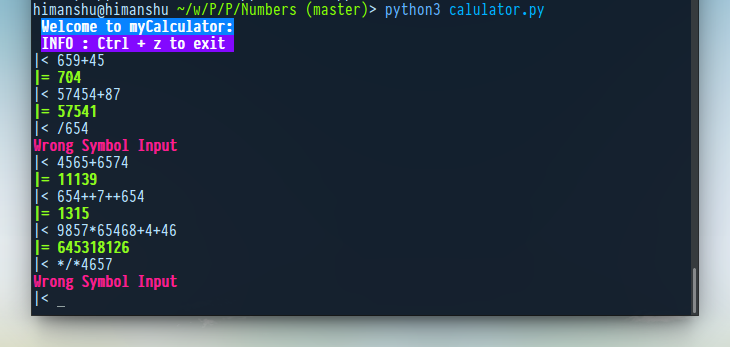 himanshu@himanshu ~/w/P/P/Numbers (master)> python3 calulator.py
Welcome to myCalculator:
INFO : Ctrl + z to exit
|< 659+45
|= 704
|< 57454+87
|= 57541
|< /654
Wrong Symbol Input
|< 4565+6574
|= 11139
|< 654++7++654
|= 1315
|< 9857*65468+4+46
|= 645318126
|< */*4657
Wrong Symbol Input
|< _